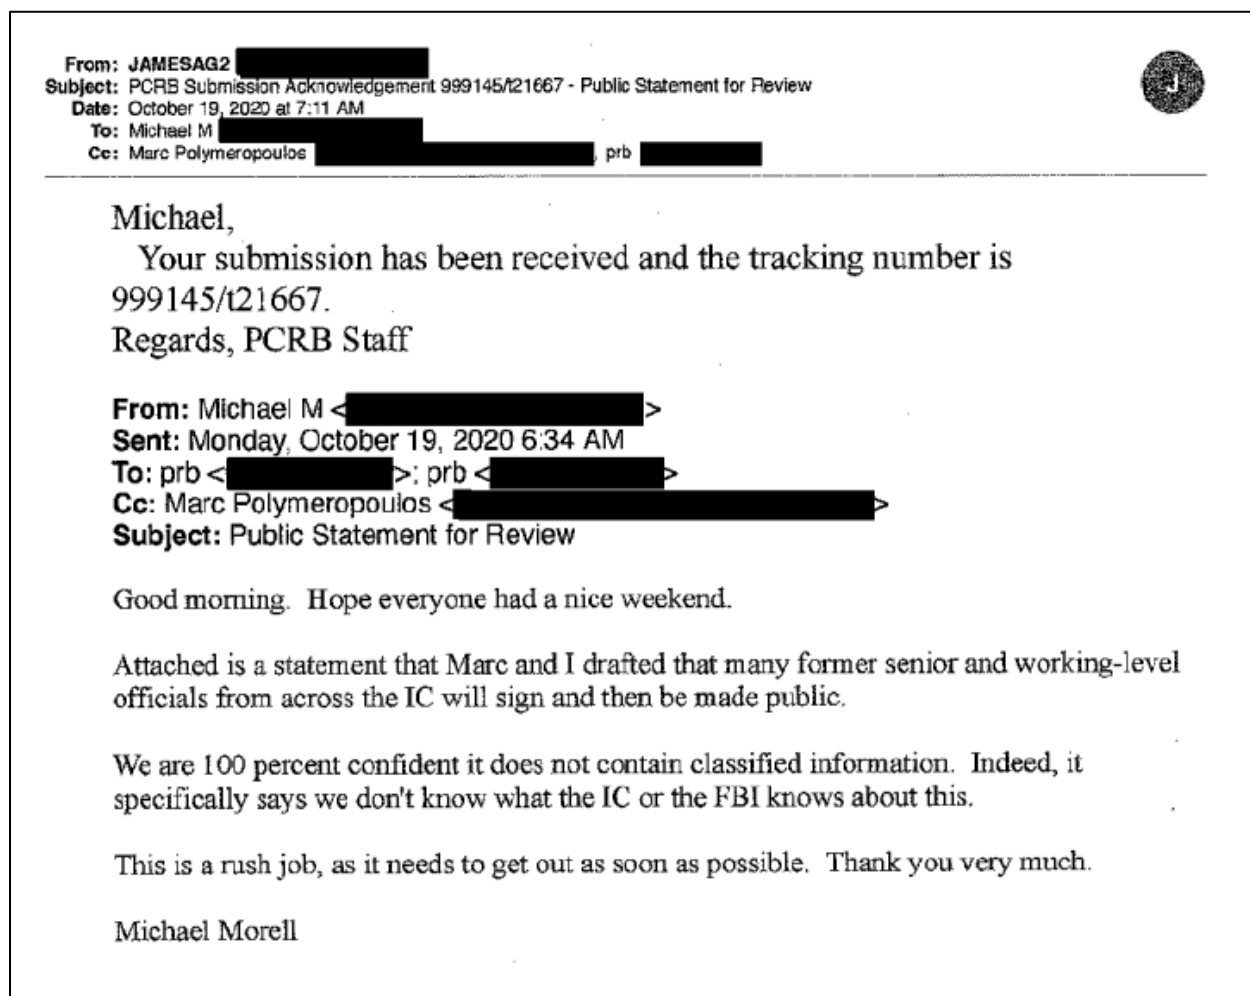 From: JAMESAG2
Subject: PCRB Submission Acknowledgement 999145/t21667 - Public Statement for Review
Date: October 19, 2020 at 7:11 AM
To: Michael M
Cc: Marc Polymeropoulos , prb
J
Michael,
Your submission has been received and the tracking number is
999145/t21667.
Regards, PCRB Staff
From: Michael M < >
Sent: Monday, October 19, 2020 6:34 AM
To: prb < >; prb < >
Cc: Marc Polymeropoulos < >
Subject: Public Statement for Review
Good morning. Hope everyone had a nice weekend.
Attached is a statement that Marc and I drafted that many former senior and working-level
officials from across the IC will sign and then be made public.
We are 100 percent confident it does not contain classified information. Indeed, it
specifically says we don't know what the IC or the FBI knows about this.
This is a rush job, as it needs to get out as soon as possible. Thank you very much.
Michael Morell